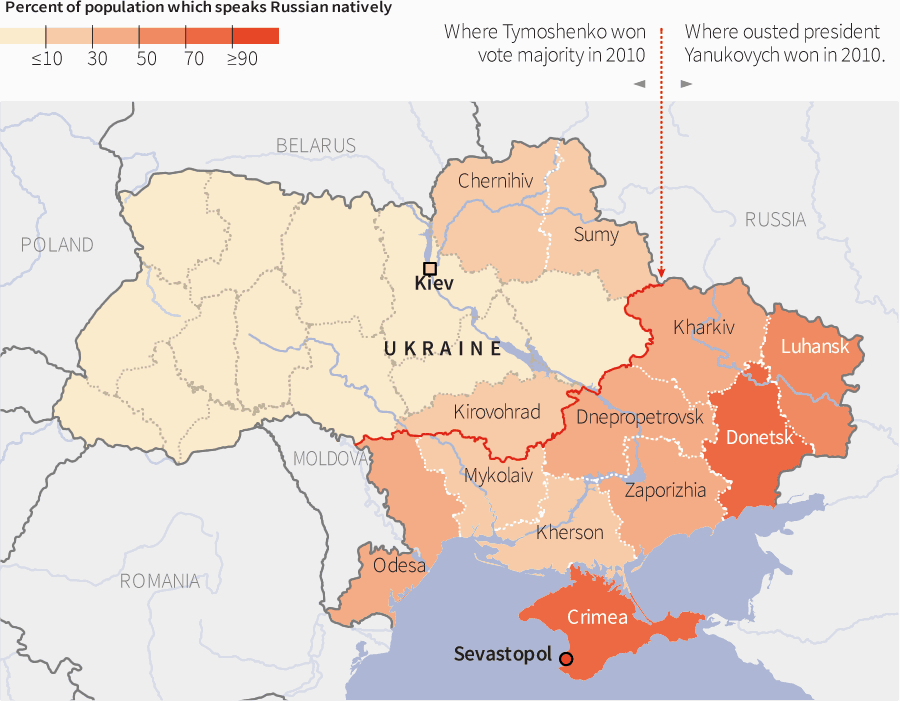 Percent of population which speaks Russian natively
≤10 30 50 70 ≥90
Where Tymoshenko won
vote majority in 2010
Where ousted president
Yanukovych won in 2010.
BELARUS
Chernihiv
RUSSIA
POLAND
Sumy
Kiev
Kharkiv
UKRAINE
Luhansk
Kirovohrad
Dnepropetrovsk
Donetsk
MOLDOVA
Mykolaiv
Zaporizhia
Kherson
Odesa
ROMANIA
Crimea
Sevastopol